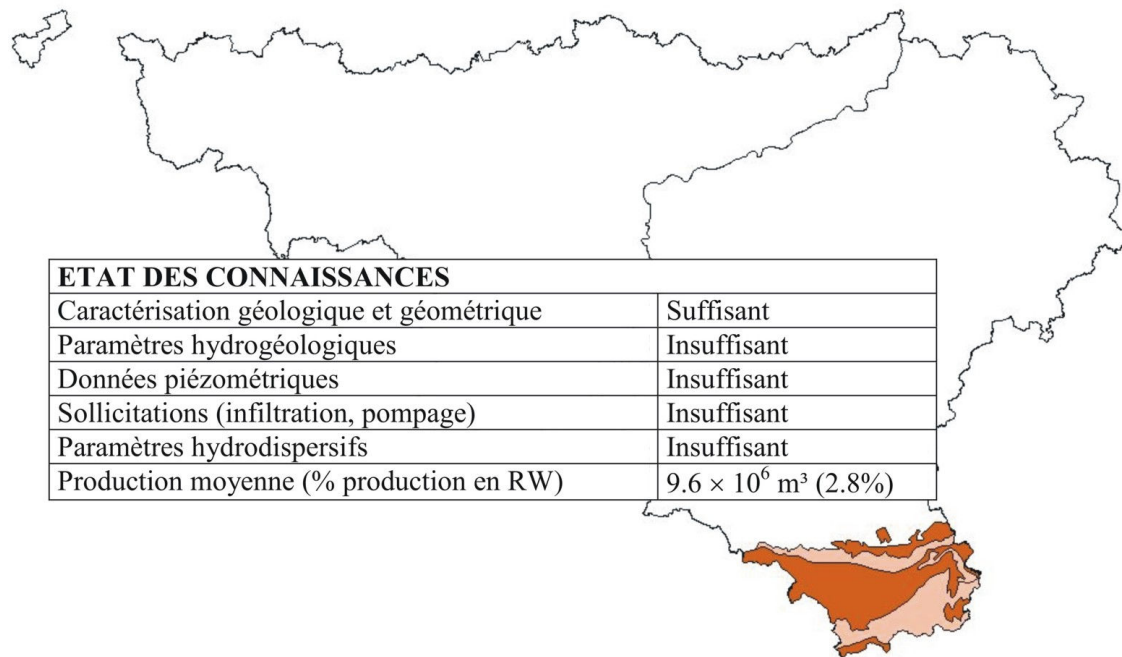 ETAT DES CONNAISSANCES
Caractérisation géologique et géométrique Suffisant
Paramètres hydrogéologiques Insuffisant
Données piézométriques Insuffisant
Sollicitations (infiltration, pompage) Insuffisant
Paramètres hydrodispersifs Insuffisant
Production moyenne (% production en RW) 9.6 × 10⁶ m³ (2.8%)